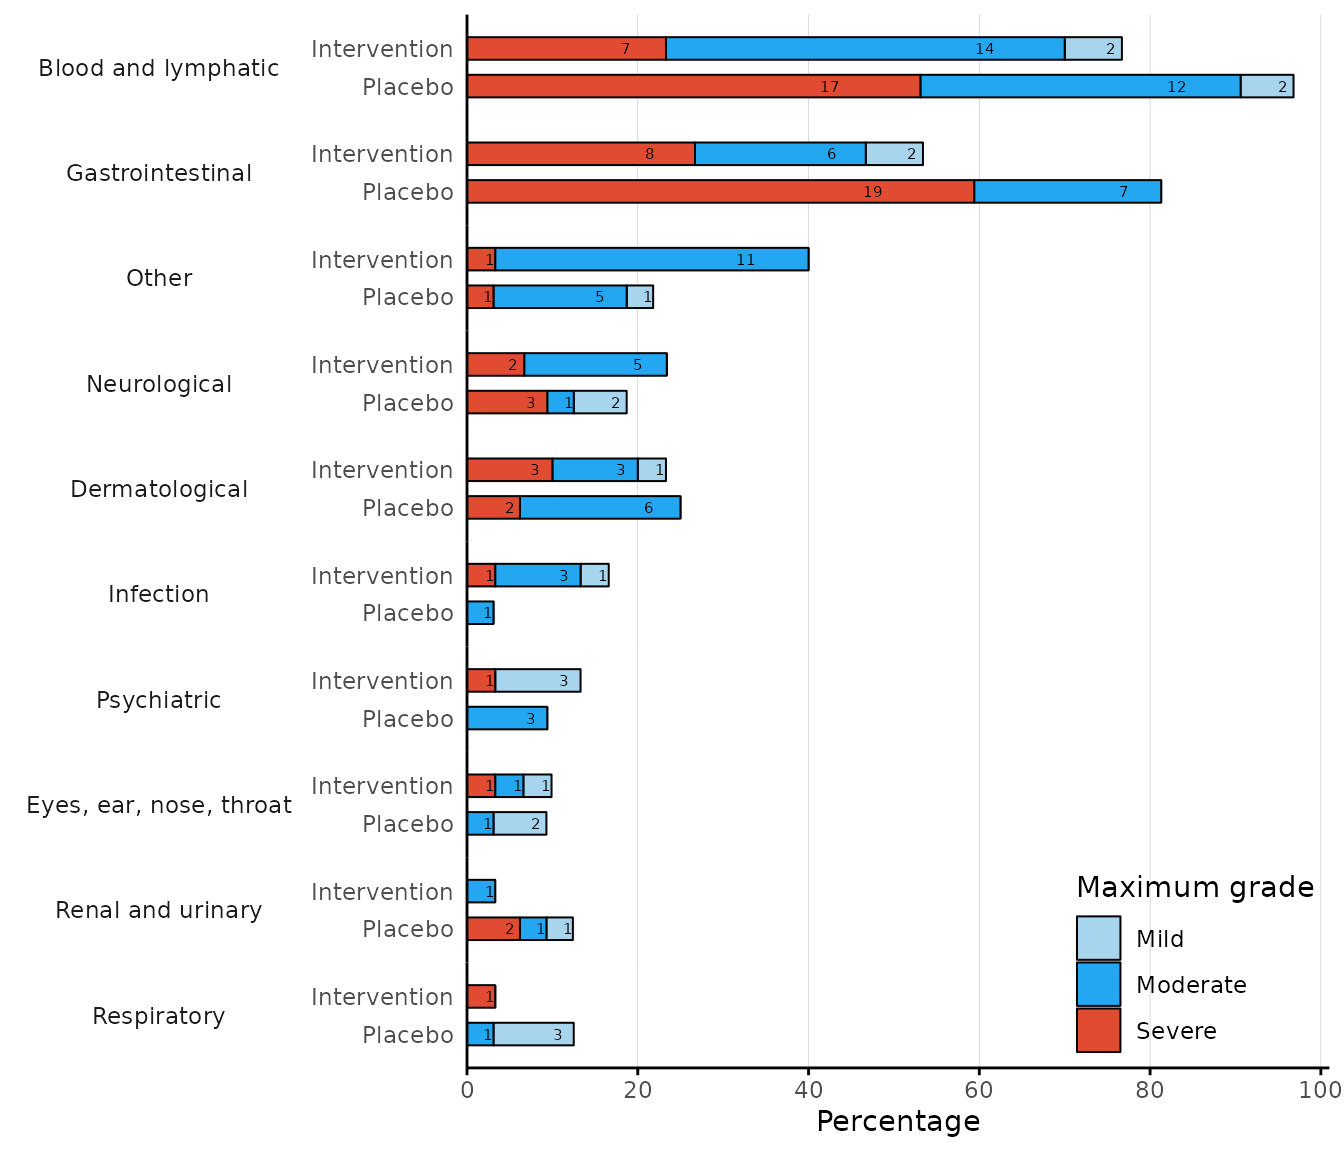 Blood and lymphatic
Intervention 7 14 2
Placebo 17 12 2
Gastrointestinal
Intervention 8 6 2
Placebo 19 7
Other
Intervention 1 11
Placebo 1 5 1
Neurological
Intervention 2 5
Placebo 3 1 2
Dermatological
Intervention 3 3 1
Placebo 2 6
Infection
Intervention 1 3 1
Placebo 1
Psychiatric
Intervention 1 3
Placebo 3
Eyes, ear, nose, throat
Intervention 1 1 1
Placebo 1 2
Renal and urinary
Intervention 1
Placebo 2 1 1
Respiratory
Intervention 1
Placebo 1 3
Maximum grade
Mild
Moderate
Severe
0 20 40 60 80 100
Percentage